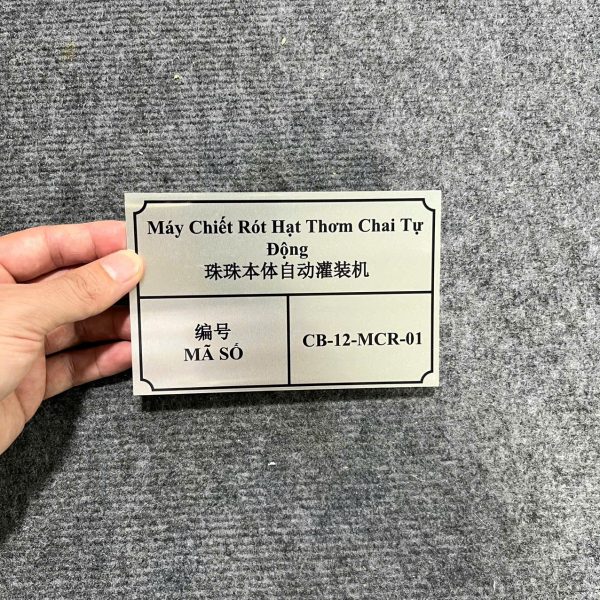 Máy Chiết Rót Hạt Thơm Chai Tự
Động
珠珠本体自动灌装机
编号
MÃ SỐ
CB-12-MCR-01